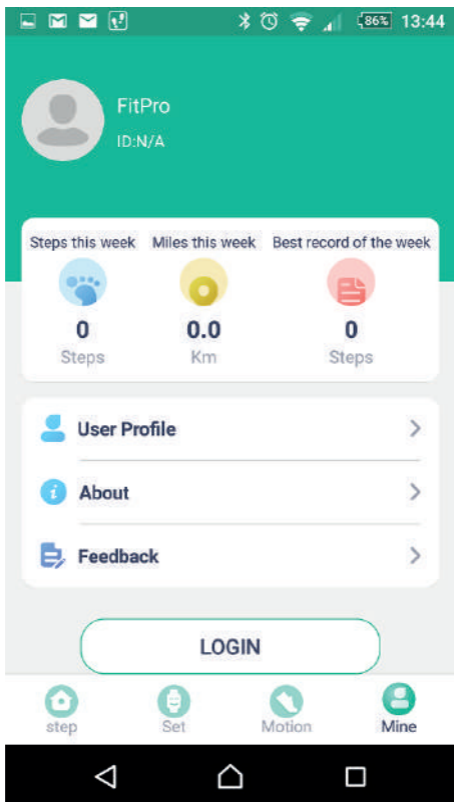 86% 13:44
FitPro
ID:N/A
Steps this week Miles this week Best record of the week
0 0.0 0
Steps Km Steps
User Profile
About
Feedback
LOGIN
step Set Motion Mine